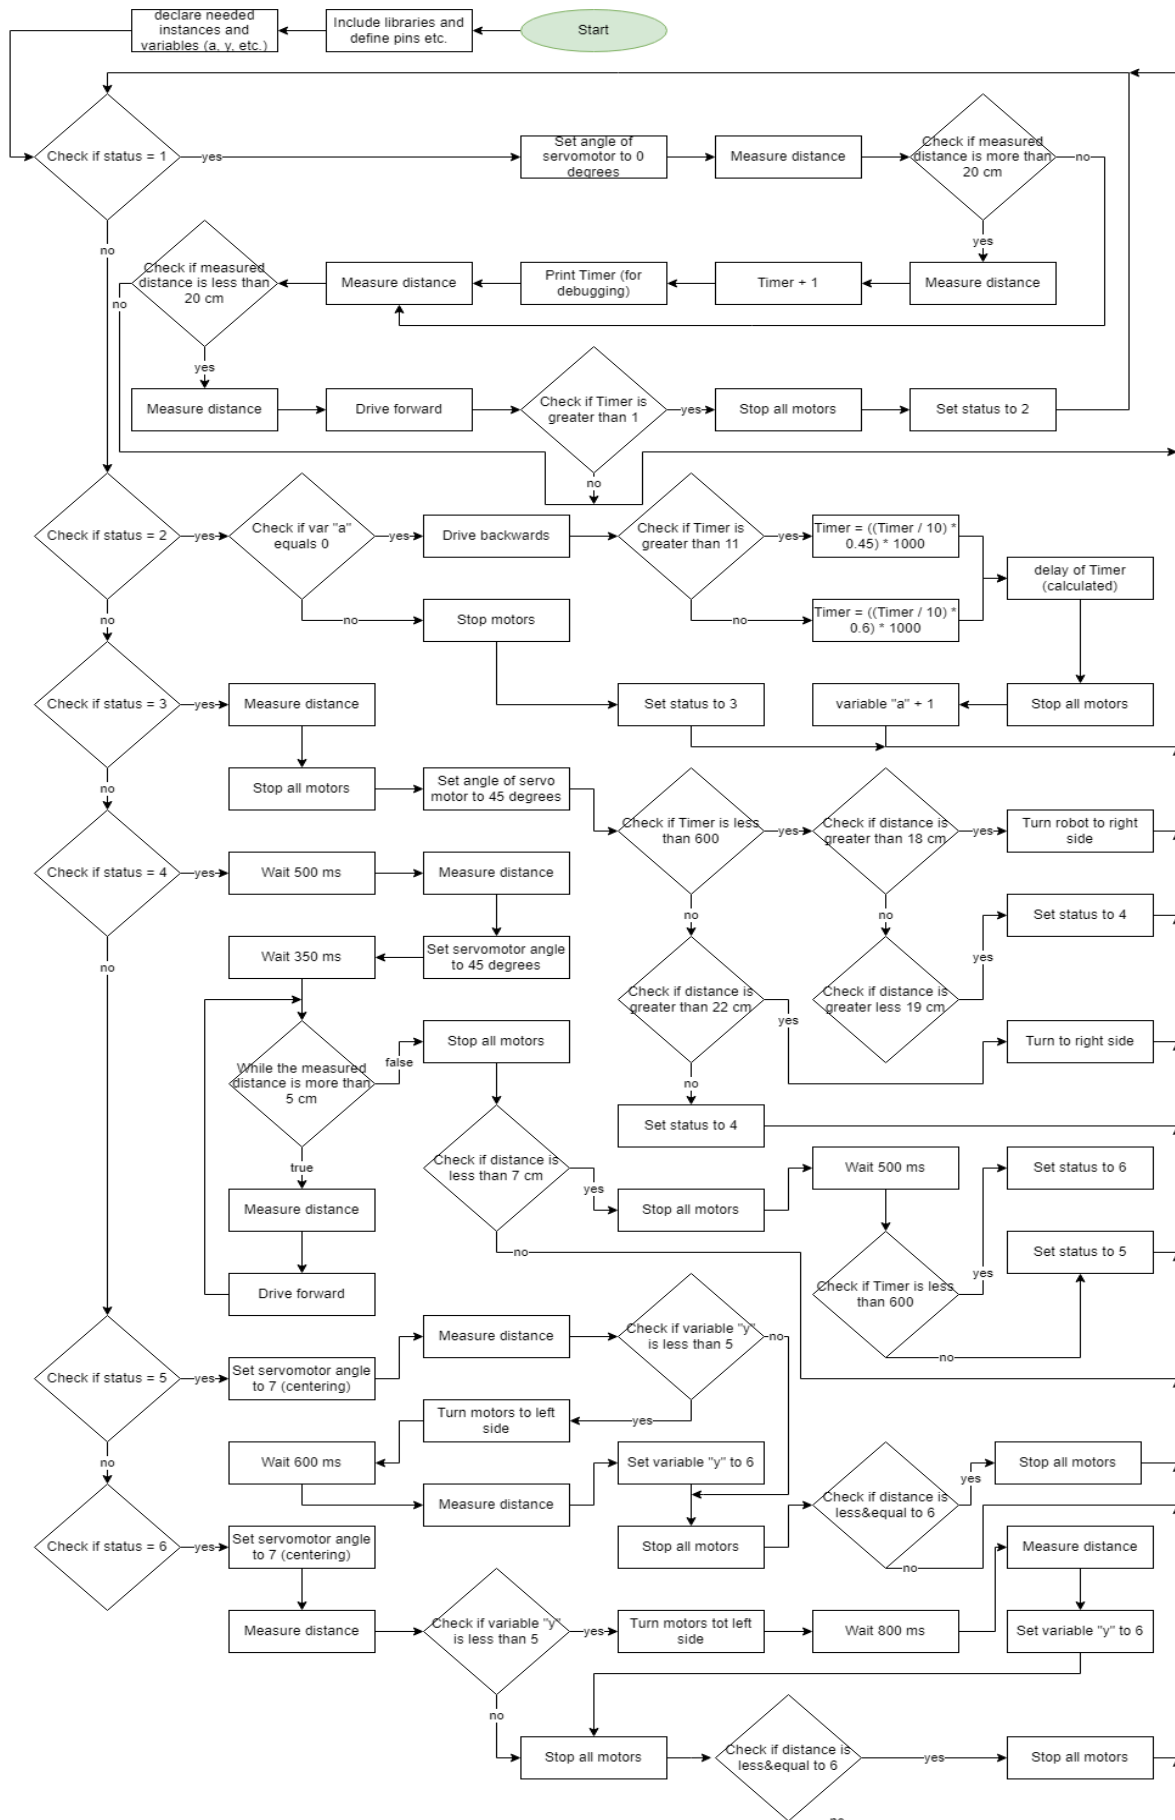 declare needed
instances and
variables (a, y, etc.)
Include libraries and
define pins etc.
Start
Check if status = 1
yes
Set angle of
servomotor to 0
degrees
Measure distance
Check if measured
distance is more than
20 cm
no
no
yes
Check if measured
distance is less than
20 cm
Measure distance
Print Timer (for
debugging)
Timer + 1
Measure distance
no
yes
Measure distance
Drive forward
Check if Timer is
greater than 1
yes
Stop all motors
Set status to 2
no
Check if status = 2
yes
Check if var "a"
equals 0
yes
Drive backwards
Check if Timer is
greater than 11
yes
Timer = ((Timer / 10) *
0.45) * 1000
delay of Timer
(calculated)
no
no
Stop motors
no
Timer = ((Timer / 10) *
0.6) * 1000
Check if status = 3
yes
Measure distance
Set status to 3
variable "a" + 1
Stop all motors
no
Stop all motors
Set angle of servo
motor to 45 degrees
Check if Timer is less
than 600
yes
Check if distance is
greater than 18 cm
yes
Turn robot to right
side
Check if status = 4
yes
Wait 500 ms
Measure distance
no
no
Set status to 4
no
Wait 350 ms
Set servomotor angle
to 45 degrees
yes
Check if distance is
greater than 22 cm
yes
Check if distance is
greater less 19 cm
While the measured
distance is more than
5 cm
false
Stop all motors
Turn to right side
no
Set status to 4
true
Check if distance is
less than 7 cm
yes
Stop all motors
Wait 500 ms
Set status to 6
Measure distance
no
Set status to 5
Drive forward
Check if Timer is less
than 600
yes
no
Check if status = 5
yes
Set servomotor angle
to 7 (centering)
Measure distance
Check if variable "y"
is less than 5
no
Turn motors to left
side
yes
no
Wait 600 ms
Measure distance
Set variable "y" to 6
Check if distance is
less&equal to 6
yes
Stop all motors
Check if status = 6
yes
Set servomotor angle
to 7 (centering)
Stop all motors
no
Measure distance
Measure distance
Check if variable "y"
is less than 5
yes
Turn motors tot left
side
Wait 800 ms
Set variable "y" to 6
no
Stop all motors
Check if distance is
less&equal to 6
yes
Stop all motors